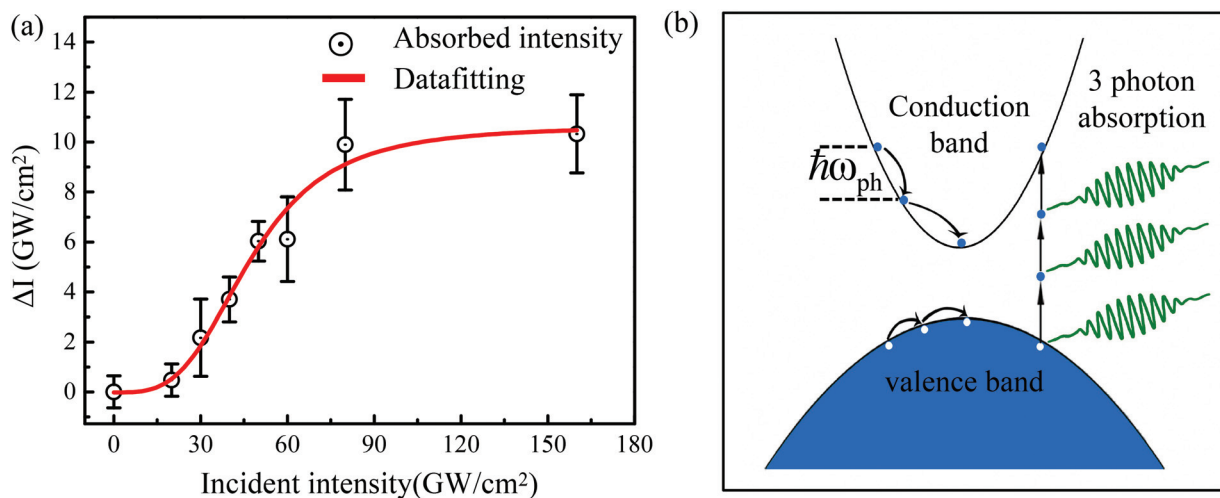 (a)
14
12
10
8
6
4
2
0
ΔI (GW/cm²)
Absorbed intensity
Datafitting
0 30 60 90 120 150 180
Incident intensity(GW/cm²)
(b)
Conduction
band
3 photon
absorption
ħω_ph
valence band